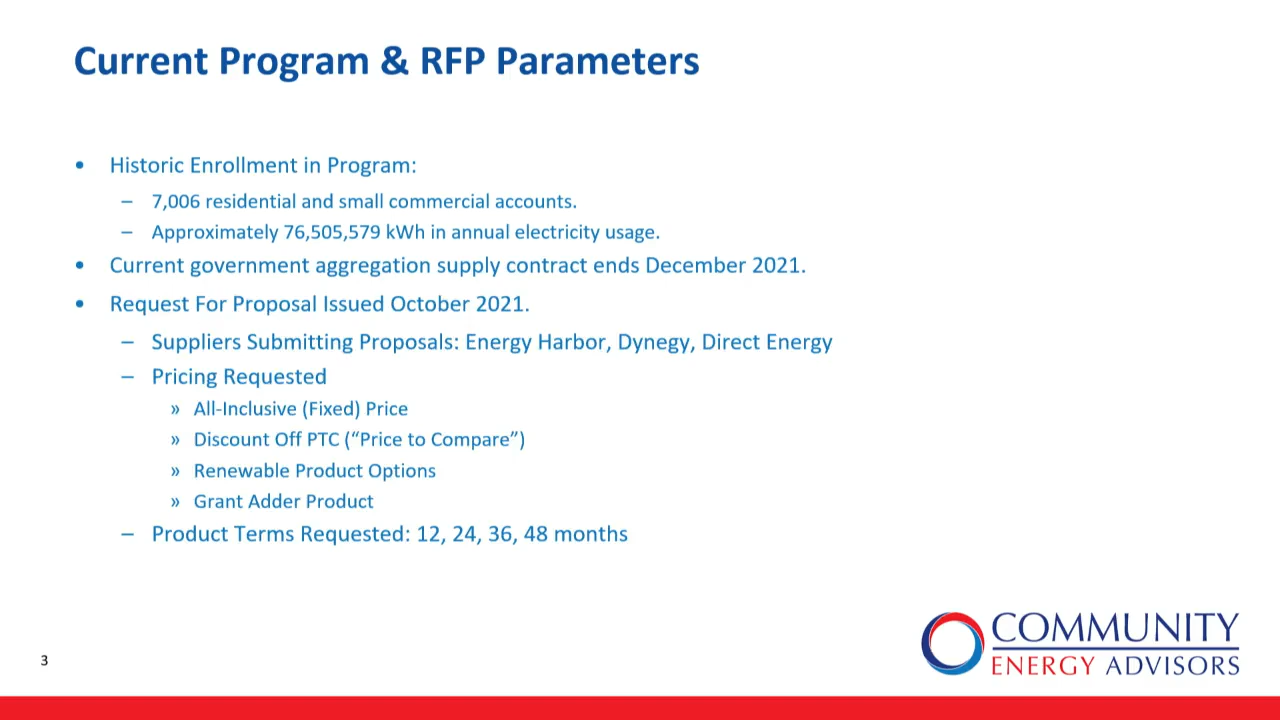 Current Program & RFP Parameters
• Historic Enrollment in Program:
– 7,006 residential and small commercial accounts.
– Approximately 76,505,579 kWh in annual electricity usage.
• Current government aggregation supply contract ends December 2021.
• Request For Proposal Issued October 2021.
– Suppliers Submitting Proposals: Energy Harbor, Dynegy, Direct Energy
– Pricing Requested
» All-Inclusive (Fixed) Price
» Discount Off PTC (“Price to Compare”)
» Renewable Product Options
» Grant Adder Product
– Product Terms Requested: 12, 24, 36, 48 months
COMMUNITY
ENERGY ADVISORS
3